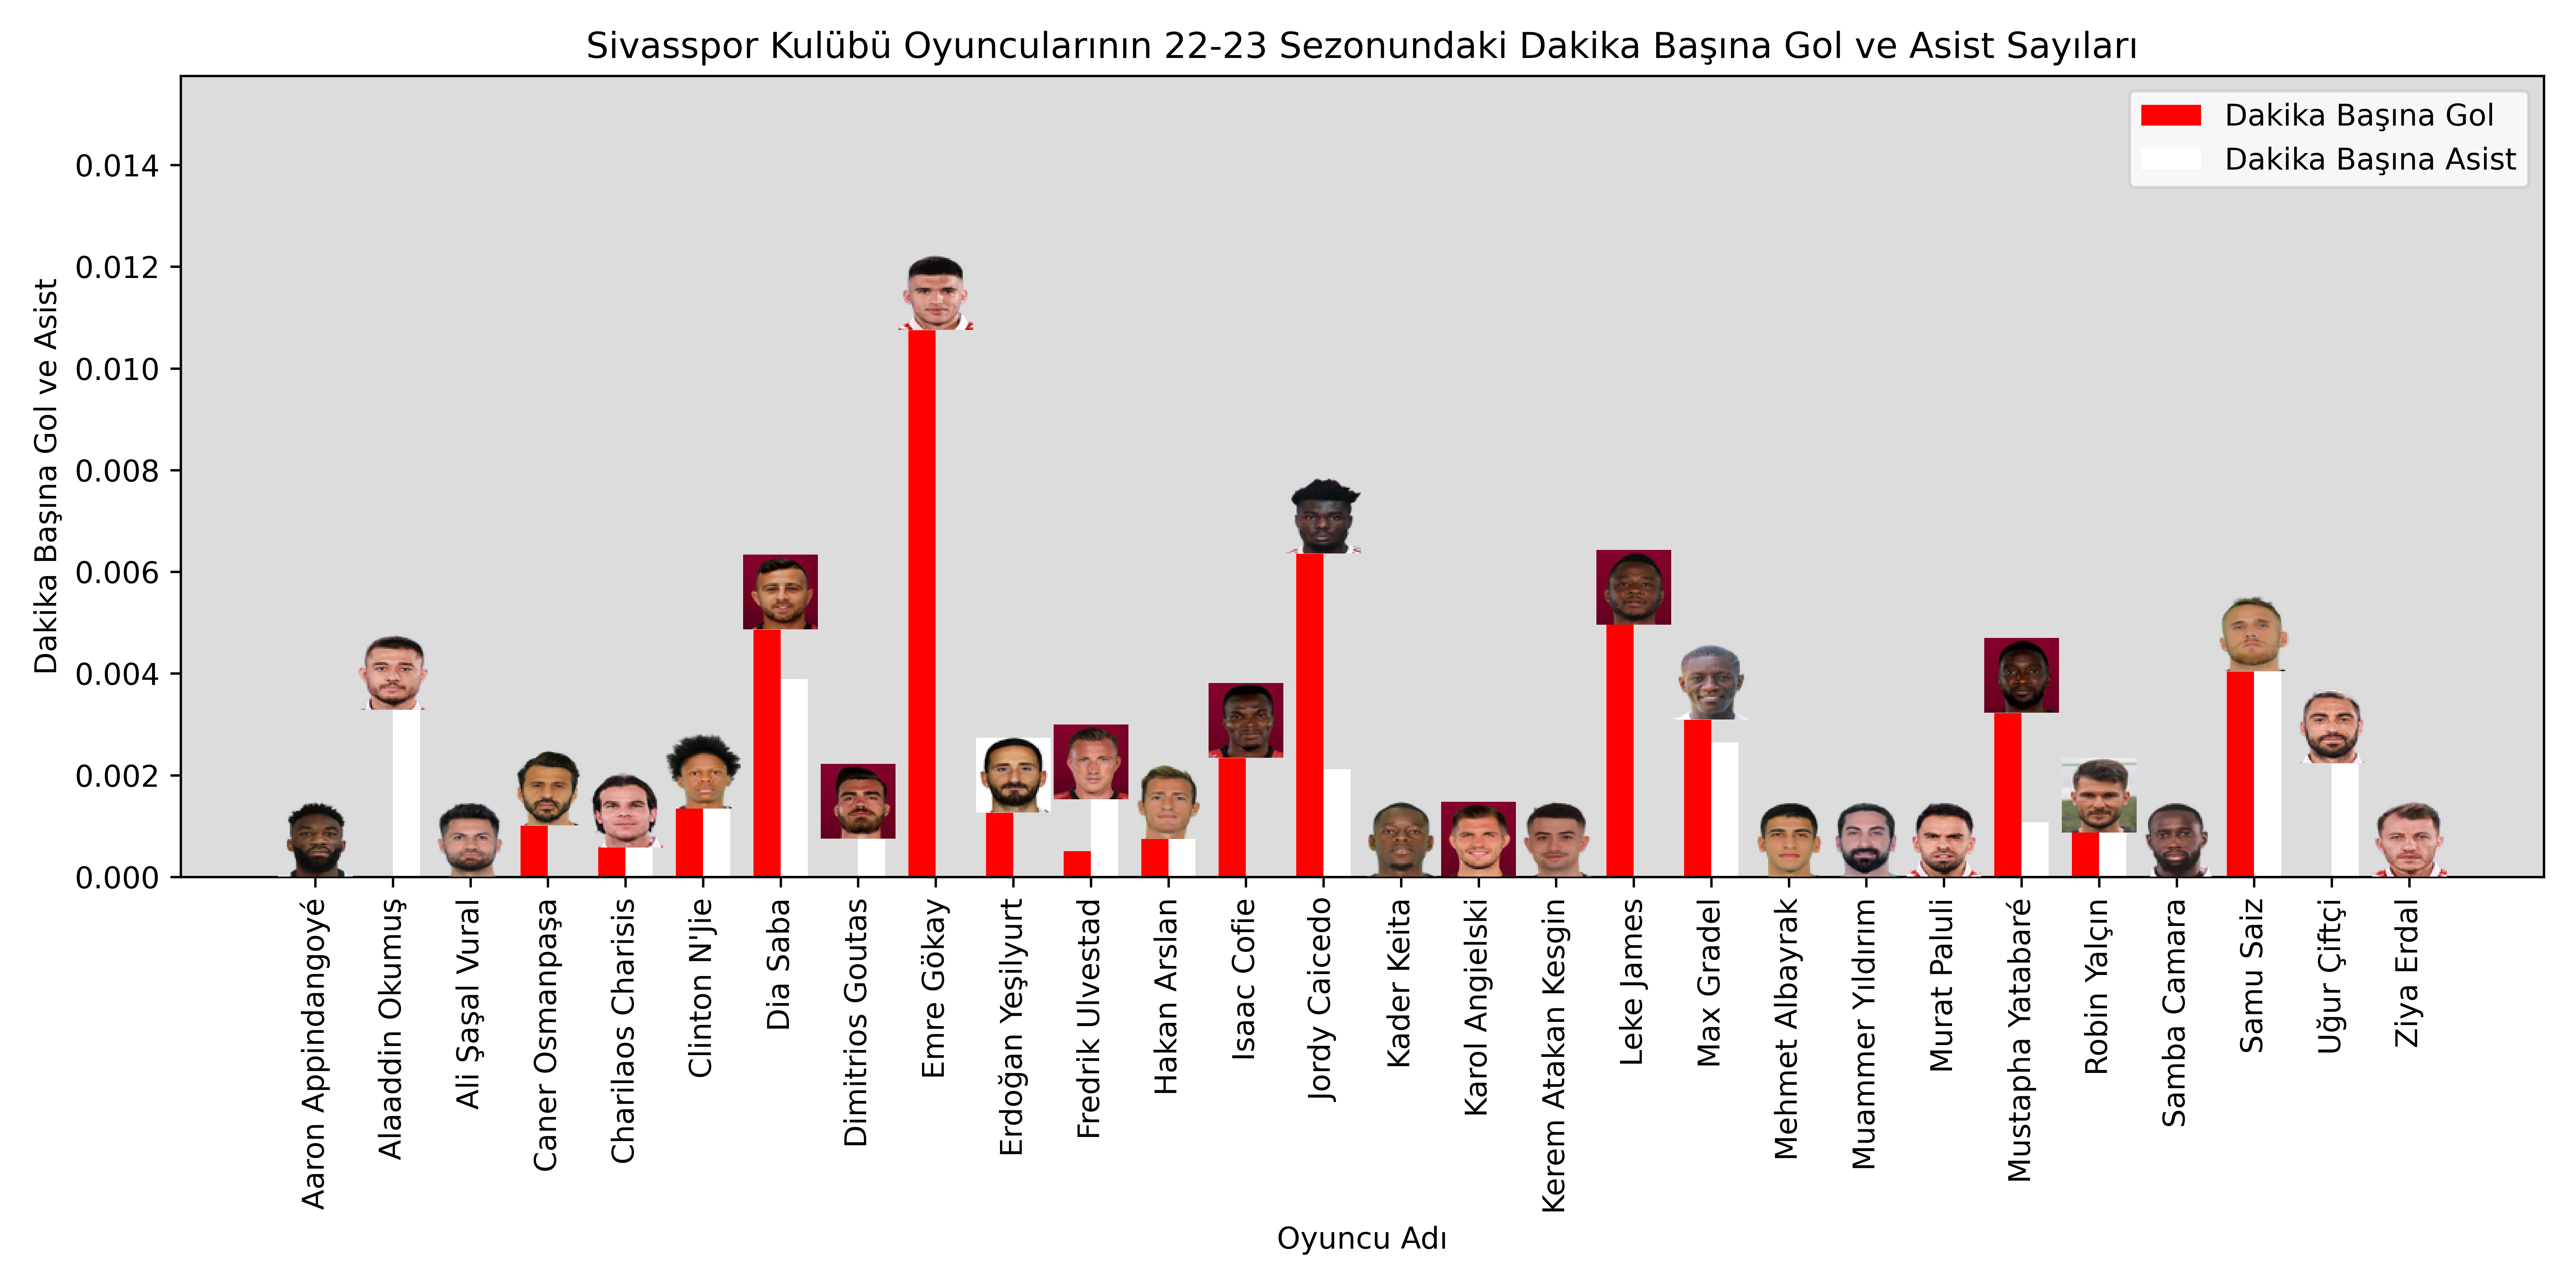 Sivasspor Kulübü Oyuncularının 22-23 Sezonundaki Dakika Başına Gol ve Asist Sayıları
Dakika Başına Gol
Dakika Başına Asist
Dakika Başına Gol ve Asist
0.014
0.012
0.010
0.008
0.006
0.004
0.002
0.000
Aaron Appindangoyé
Alaaddin Okumuş
Ali Şaşal Vural
Caner Osmanpaşa
Charilaos Charisis
Clinton N'Jie
Dia Saba
Dimitrios Goutas
Emre Gökay
Erdoğan Yeşilyurt
Fredrik Ulvestad
Hakan Arslan
Isaac Cofie
Jordy Caicedo
Kader Keita
Karol Angielski
Kerem Atakan Kesgin
Leke James
Max Gradel
Mehmet Albayrak
Muammer Yıldırım
Murat Paluli
Mustapha Yatabaré
Robin Yalçın
Samba Camara
Samu Saiz
Uğur Çiftçi
Ziya Erdal
Oyuncu Adı